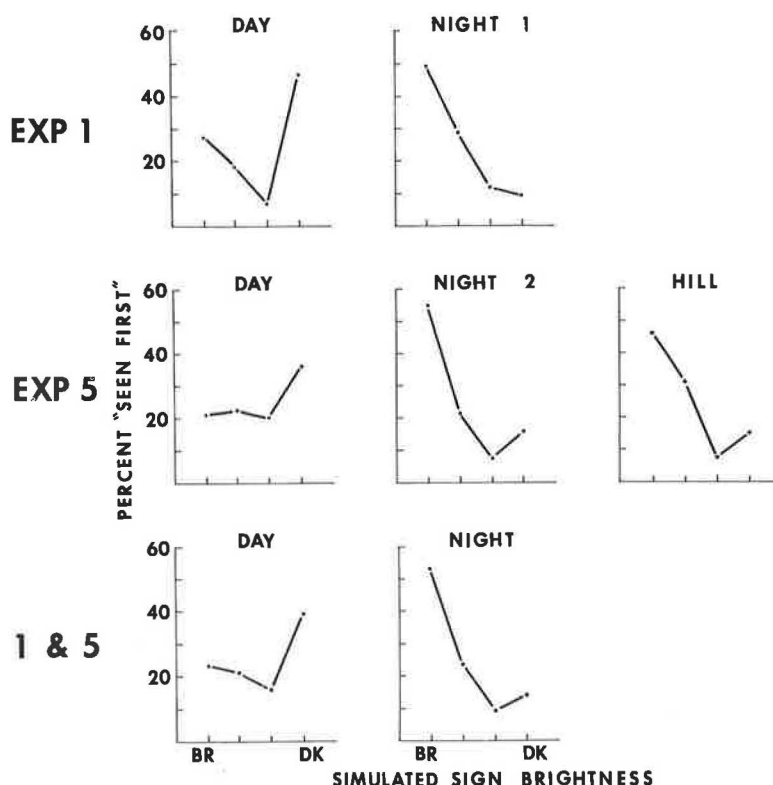 DAY NIGHT 1
EXP 1
60
40
20
DAY NIGHT 2 HILL
EXP 5
60
40
20
PERCENT "SEEN FIRST"
DAY NIGHT
1 & 5
60
40
20
BR DK BR DK
SIMULATED SIGN BRIGHTNESS